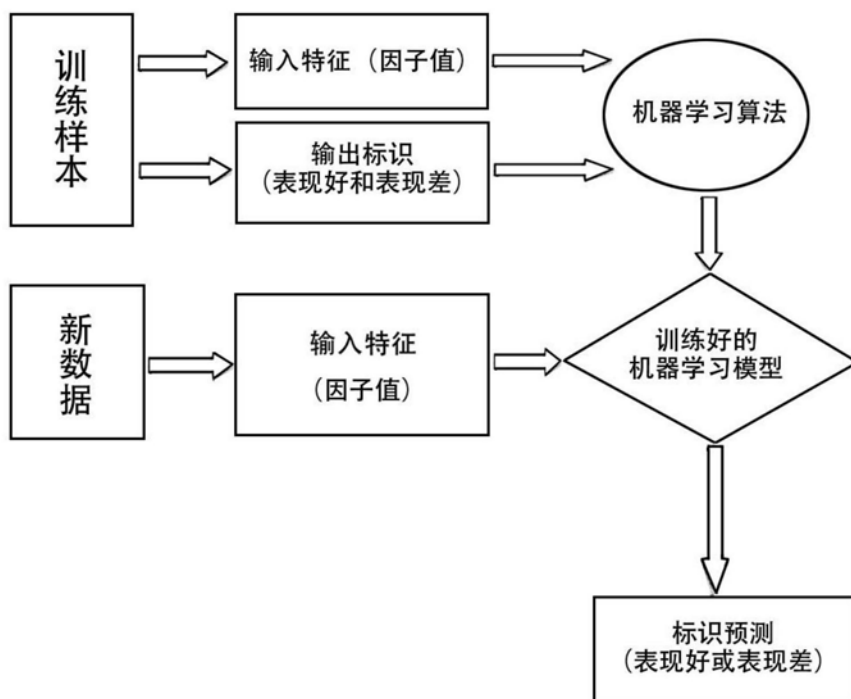 训练样本
输入特征（因子值）
输出标识
（表现好和表现差）
机器学习算法
新数据
输入特征
（因子值）
训练好的
机器学习模型
标识预测
（表现好或表现差）